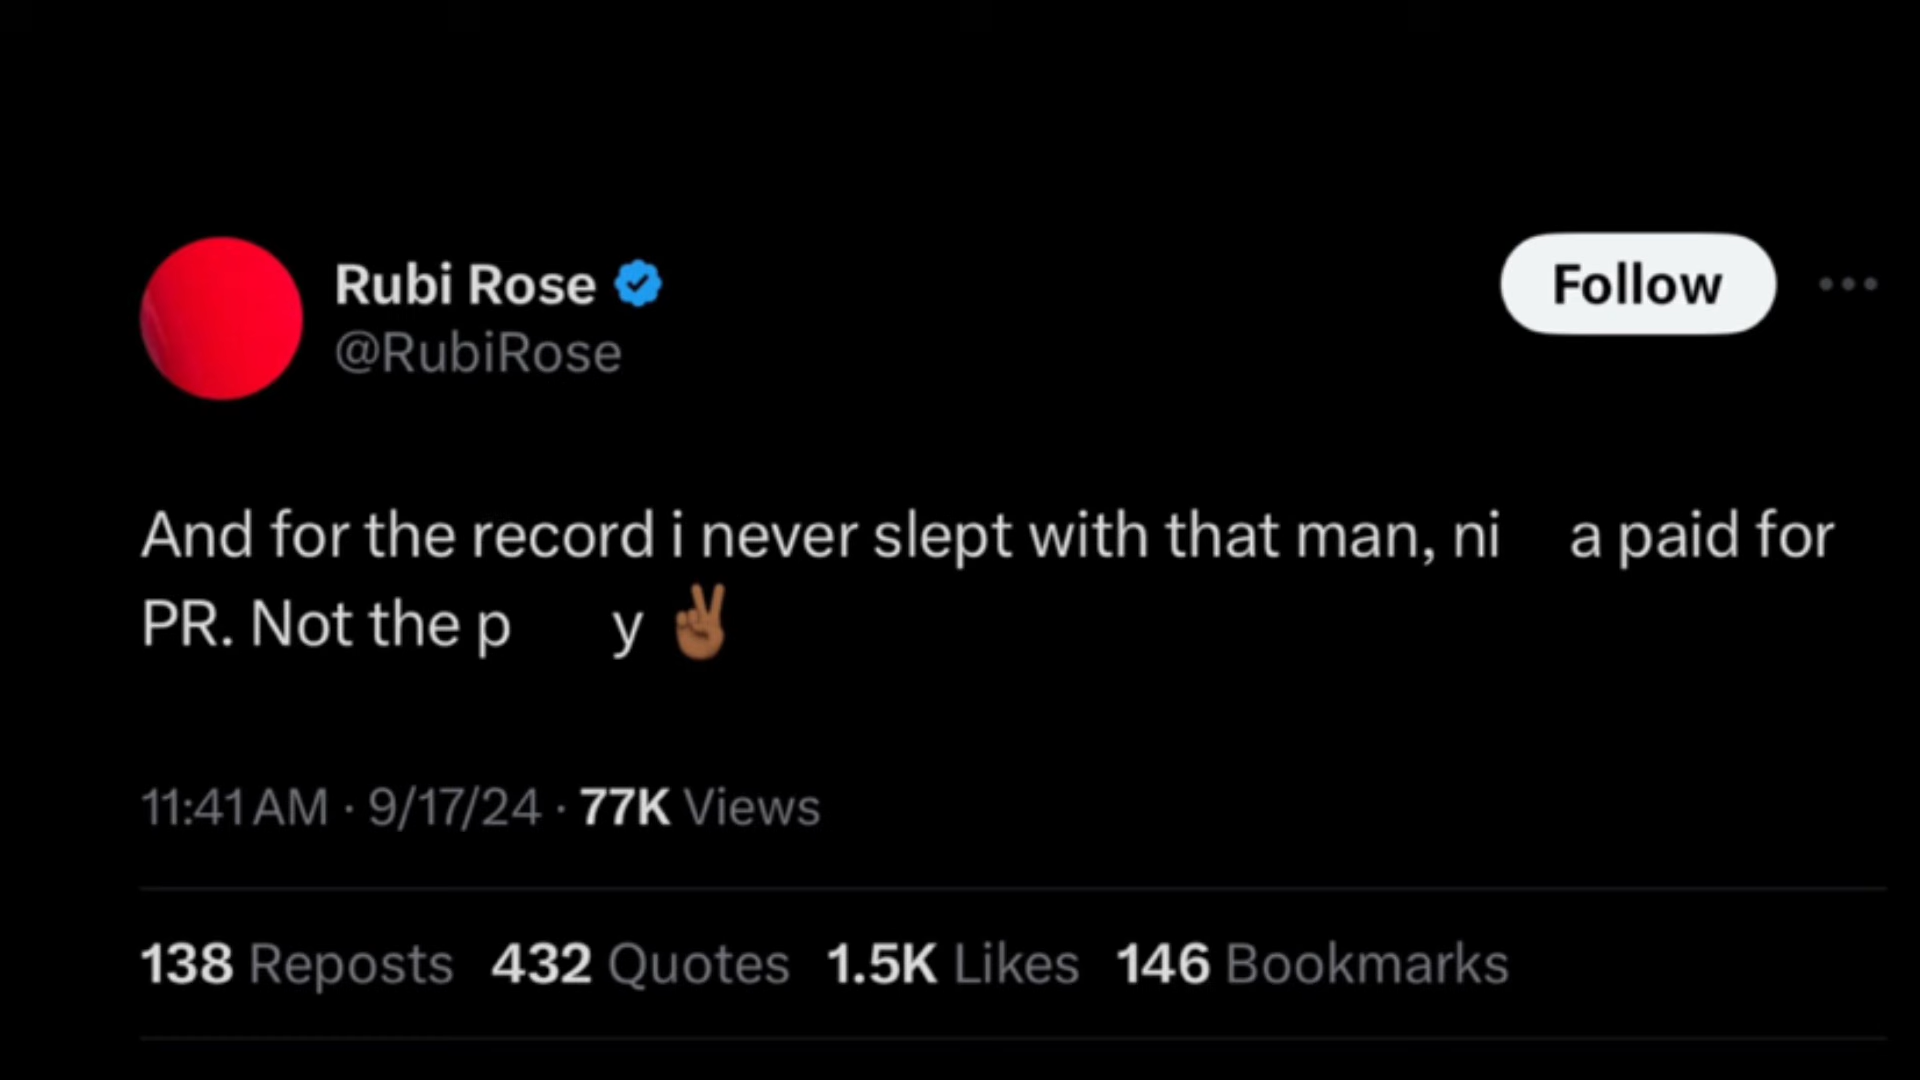 Rubi Rose
@RubiRose
Follow
And for the record i never slept with that man, ni a paid for
PR. Not the p y ✌🏾
11:41 AM · 9/17/24 · 77K Views
138 Reposts 432 Quotes 1.5K Likes 146 Bookmarks